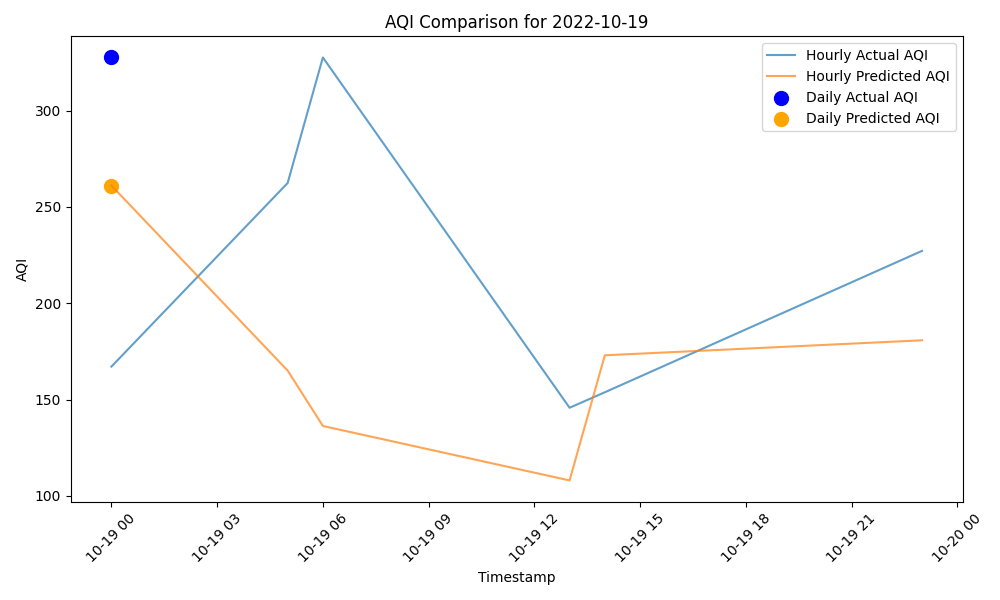 AQI Comparison for 2022-10-19
Hourly Actual AQI
Hourly Predicted AQI
Daily Actual AQI
Daily Predicted AQI
AQI
300
250
200
150
100
10-19 00
10-19 03
10-19 06
10-19 09
10-19 12
10-19 15
10-19 18
10-19 21
10-20 00
Timestamp